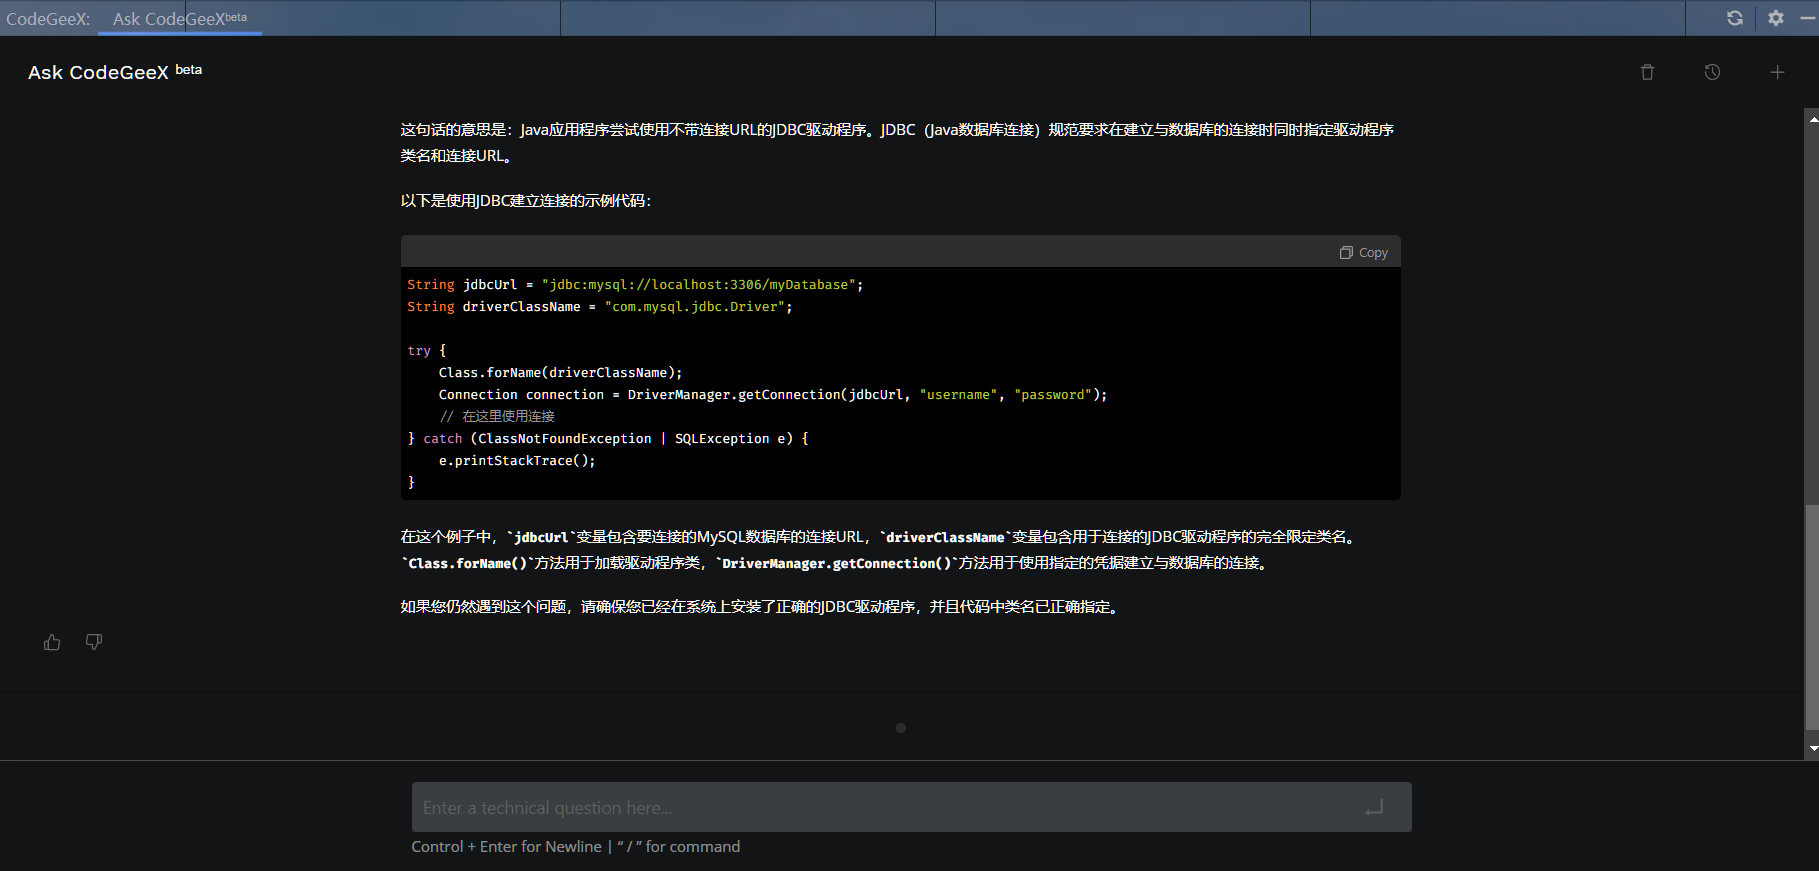 CodeGeeX: Ask CodeGeeXbeta
Ask CodeGeeX beta
这句话的意思是：Java应用程序尝试使用不带连接URL的JDBC驱动程序。JDBC（Java数据库连接）规范要求在建立与数据库的连接时同时指定驱动程序
类名和连接URL。
以下是使用JDBC建立连接的示例代码：
Copy
String jdbcUrl = "jdbc:mysql://localhost:3306/myDatabase";
String driverClassName = "com.mysql.jdbc.Driver";
try {
    Class.forName(driverClassName);
    Connection connection = DriverManager.getConnection(jdbcUrl, "username", "password");
    // 在这里使用连接
} catch (ClassNotFoundException | SQLException e) {
    e.printStackTrace();
}
在这个例子中，`jdbcUrl`变量包含要连接的MySQL数据库的连接URL，`driverClassName`变量包含用于连接的JDBC驱动程序的完全限定类名。
`Class.forName()`方法用于加载驱动程序类，`DriverManager.getConnection()`方法用于使用指定的凭据建立与数据库的连接。
如果您仍然遇到这个问题，请确保您已经在系统上安装了正确的JDBC驱动程序，并且代码中类名已正确指定。
Enter a technical question here...
Control + Enter for Newline | “ / ” for command